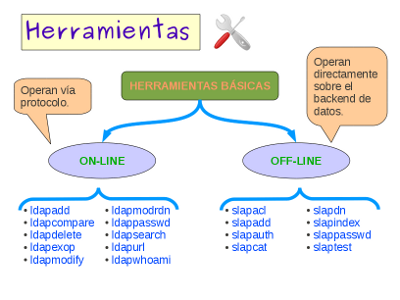 Herramientas
Operan vía
protocolo.
HERRAMIENTAS BÁSICAS
Operan
directamente
sobre el
backend de
datos.
ON-LINE
OFF-LINE
• ldapadd
• ldapcompare
• ldapdelete
• ldapexop
• ldapmodify
• ldapmodrdn
• ldappasswd
• ldapsearch
• ldapurl
• ldapwhoami
• slapacl
• slapadd
• slapauth
• slapcat
• slapdn
• slapindex
• slappasswd
• slaptest